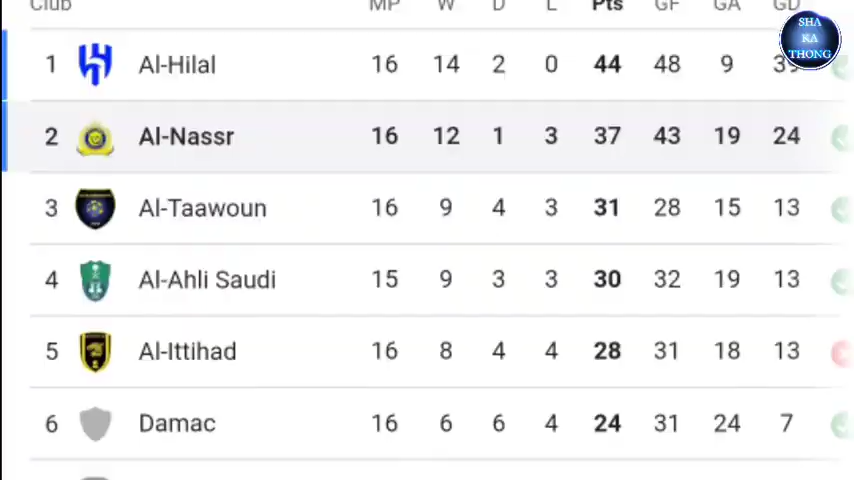 Club MP W D L Pts GF GA GD
1 Al-Hilal 16 14 2 0 44 48 9 39
2 Al-Nassr 16 12 1 3 37 43 19 24
3 Al-Taawoun 16 9 4 3 31 28 15 13
4 Al-Ahli Saudi 15 9 3 3 30 32 19 13
5 Al-Ittihad 16 8 4 4 28 31 18 13
6 Damac 16 6 6 4 24 31 24 7
SHA
KA
THONG